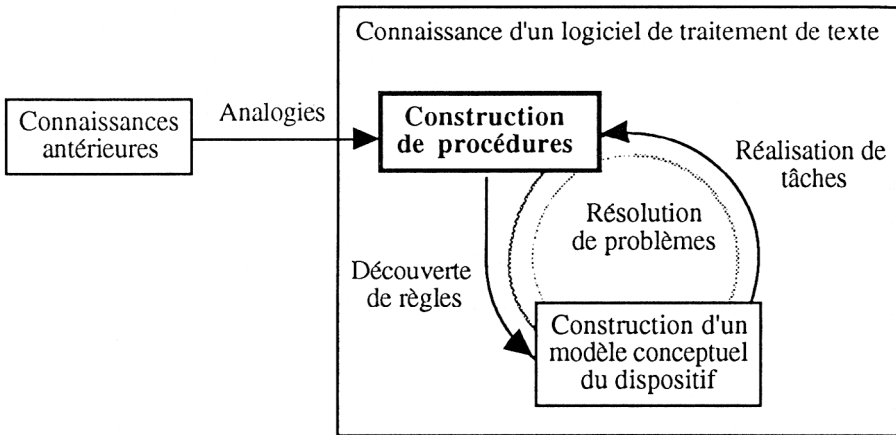 Connaissance d'un logiciel de traitement de texte
Connaissances
antérieures
Analogies
Construction
de procédures
Réalisation de
tâches
Résolution
de problèmes
Découverte
de règles
Construction d'un
modèle conceptuel
du dispositif